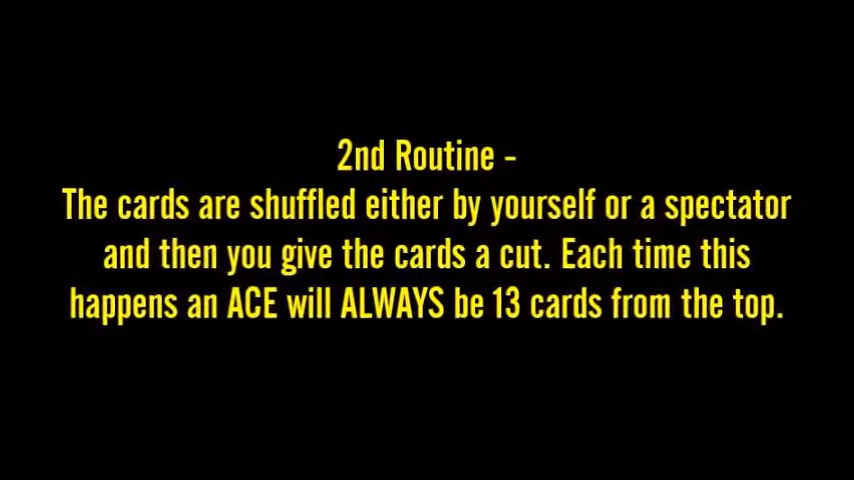 2nd Routine -
The cards are shuffled either by yourself or a spectator
and then you give the cards a cut. Each time this
happens an ACE will ALWAYS be 13 cards from the top.